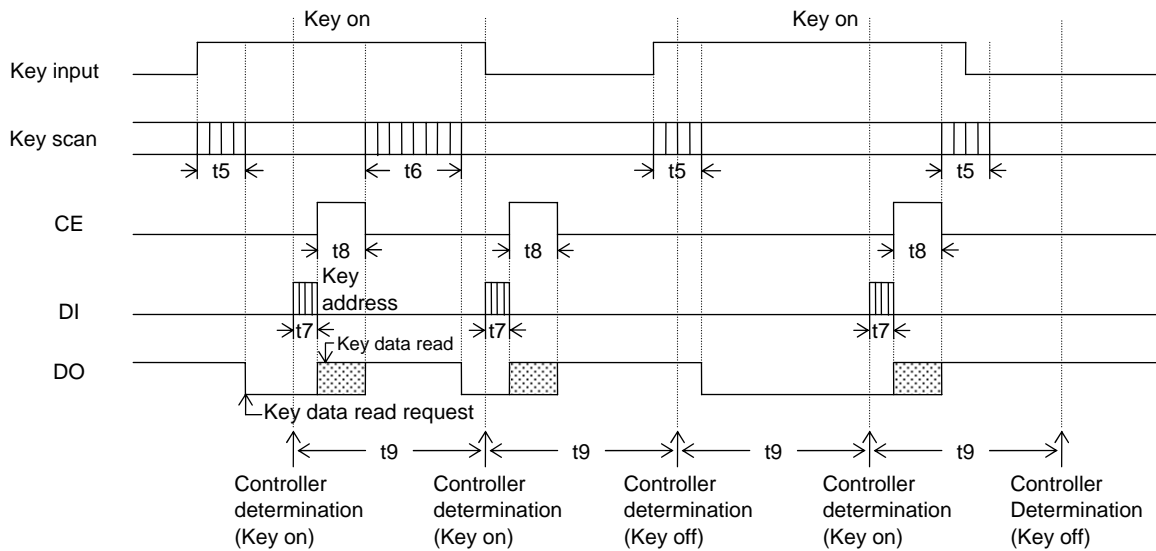 Key on
Key on
Key input
Key scan
t5
t6
t5
t5
CE
t8
t8
t8
Key
address
DI
t7
t7
t7
Key data read
DO
Key data read request
t9
t9
t9
t9
Controller
determination
(Key on)
Controller
determination
(Key on)
Controller
determination
(Key off)
Controller
determination
(Key on)
Controller
Determination
(Key off)